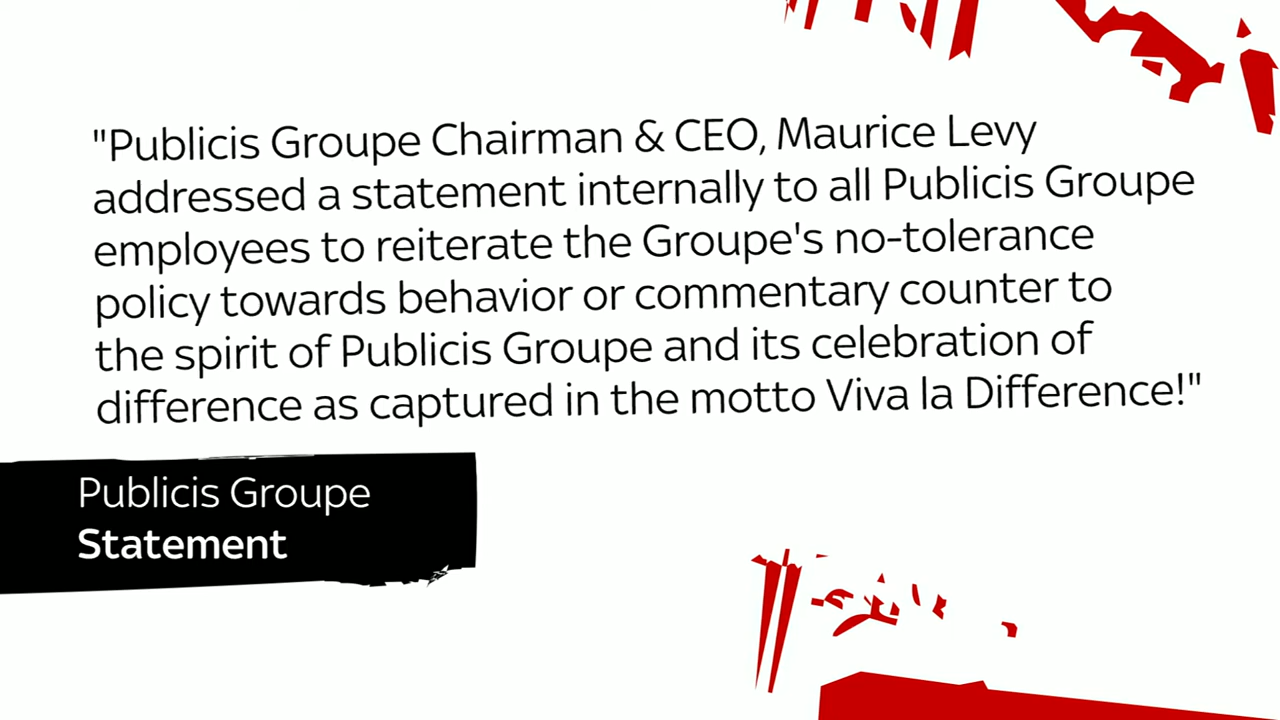 "Publicis Groupe Chairman & CEO, Maurice Levy
addressed a statement internally to all Publicis Groupe
employees to reiterate the Groupe's no-tolerance
policy towards behavior or commentary counter to
the spirit of Publicis Groupe and its celebration of
difference as captured in the motto Viva la Difference!"
Publicis Groupe
Statement